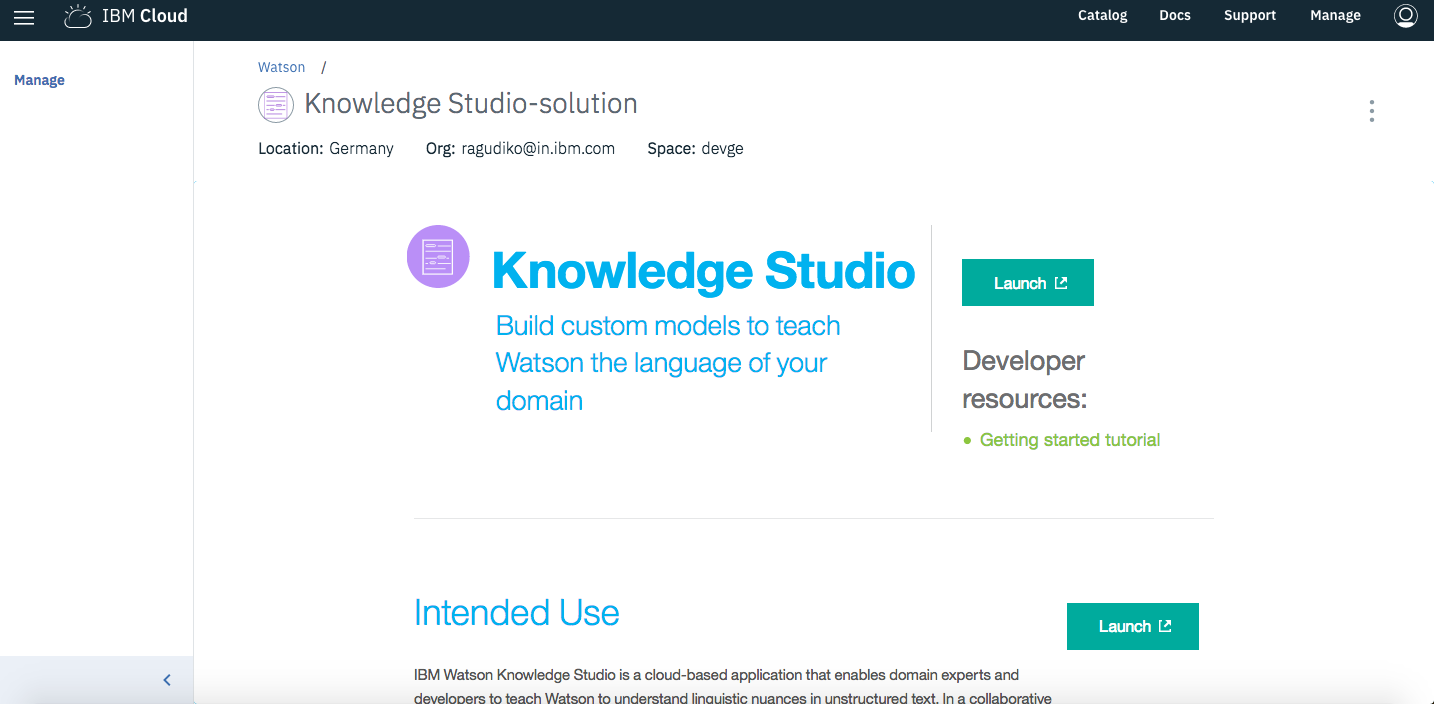 IBM Cloud
Catalog Docs Support Manage
Manage
Watson /
Knowledge Studio-solution
Location: Germany Org: ragudiko@in.ibm.com Space: devge
Knowledge Studio
Build custom models to teach
Watson the language of your
domain
Launch
Developer
resources:
• Getting started tutorial
Intended Use
Launch
IBM Watson Knowledge Studio is a cloud-based application that enables domain experts and
developers to teach Watson to understand linguistic nuances in unstructured text. In a collaborative